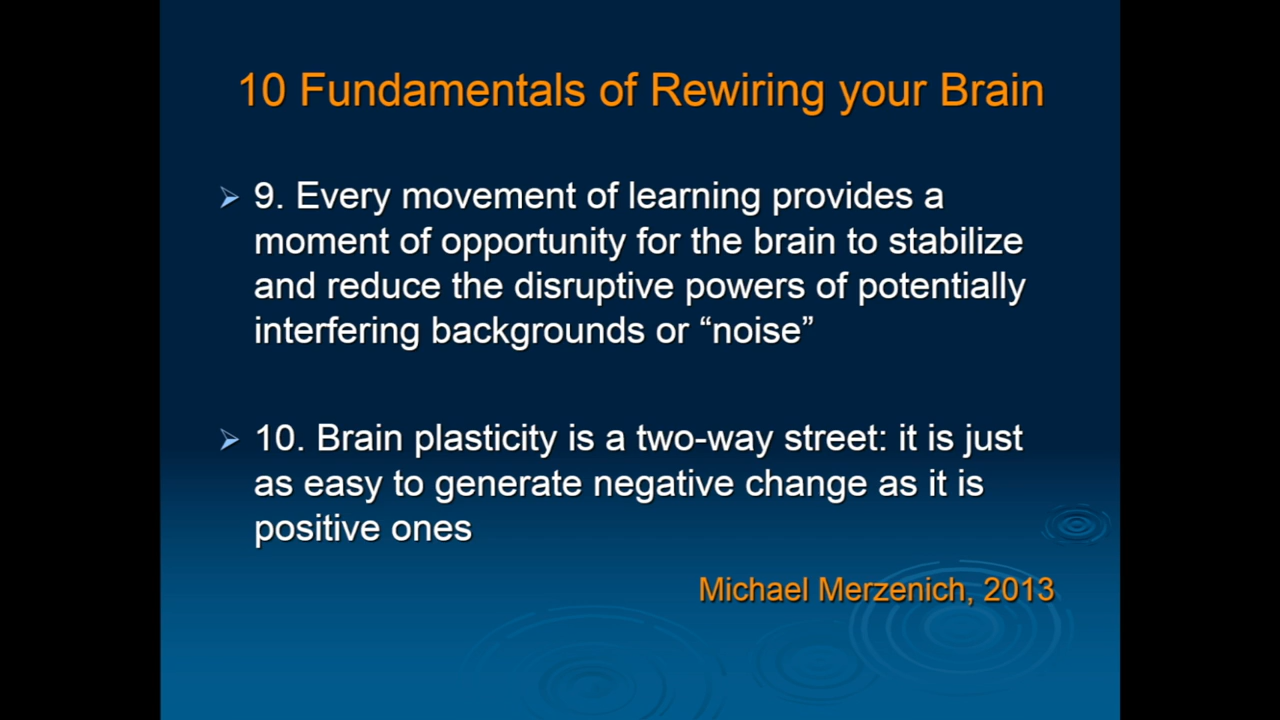 10 Fundamentals of Rewiring your Brain
9. Every movement of learning provides a
moment of opportunity for the brain to stabilize
and reduce the disruptive powers of potentially
interfering backgrounds or “noise”
10. Brain plasticity is a two-way street: it is just
as easy to generate negative change as it is
positive ones
Michael Merzenich, 2013